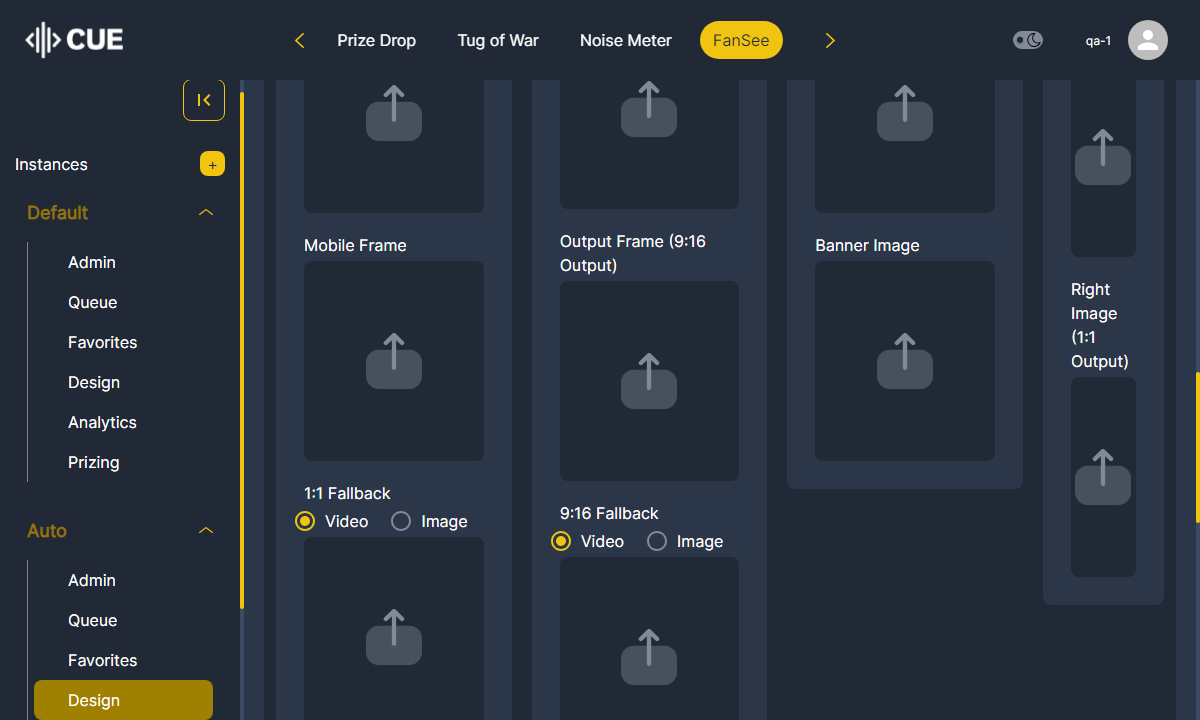 CUE
Prize Drop
Tug of War
Noise Meter
FanSee
qa-1
Instances
+
Default
Admin
Queue
Favorites
Design
Analytics
Prizing
Auto
Admin
Queue
Favorites
Design
Mobile Frame
1:1 Fallback
Video
Image
Output Frame (9:16
Output)
9:16 Fallback
Video
Image
Banner Image
Right
Image
(1:1
Output)